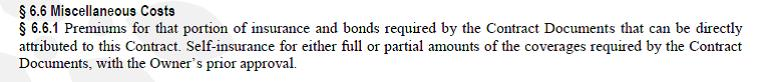 § 6.6 Miscellaneous Costs
§ 6.6.1 Premiums for that portion of insurance and bonds required by the Contract Documents that can be directly
attributed to this Contract. Self-insurance for either full or partial amounts of the coverages required by the Contract
Documents, with the Owner’s prior approval.